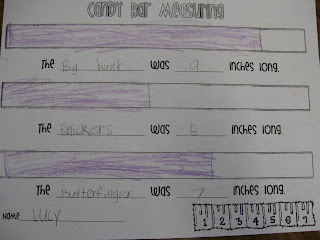 Candy Bar Measuring
The Big hunk was 9 inches long.
The Snickers was 5 inches long.
The Butterfinger was 7 inches long.
Name LULY
1 2 3 4 5 6 7